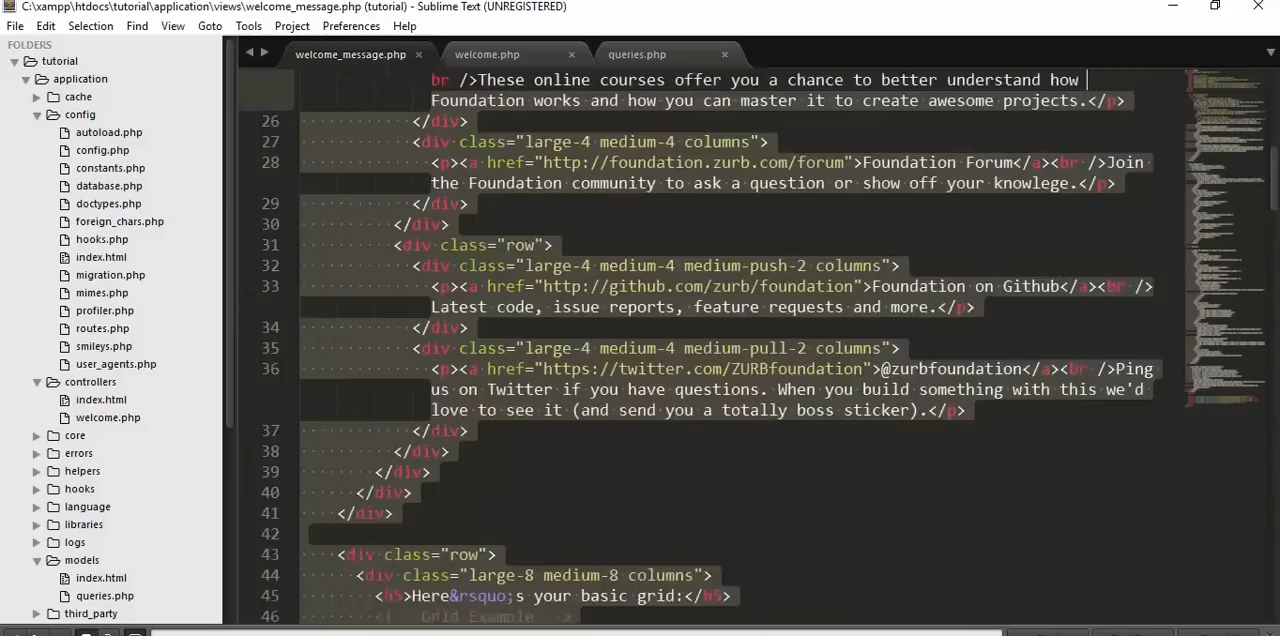 C:\xampp\htdocs\tutorial\application\views\welcome_message.php (tutorial) - Sublime Text (UNREGISTERED)
File Edit Selection Find View Goto Tools Project Preferences Help
FOLDERS
tutorial
application
cache
config
autoload.php
config.php
constants.php
database.php
doctypes.php
foreign_chars.php
hooks.php
index.html
migration.php
mimes.php
profiler.php
routes.php
smileys.php
user_agents.php
controllers
index.html
welcome.php
core
errors
helpers
hooks
language
libraries
logs
models
index.html
queries.php
third_party
welcome_message.php × welcome.php × queries.php ×
br />These online courses offer you a chance to better understand how
Foundation works and how you can master it to create awesome projects.</p>
26 </div>
27 <div class="large-4 medium-4 columns">
28 <p><a href="http://foundation.zurb.com/forum">Foundation Forum</a><br />Join
the Foundation community to ask a question or show off your knowlege.</p>
29 </div>
30 </div>
31 <div class="row">
32 <div class="large-4 medium-4 medium-push-2 columns">
33 <p><a href="http://github.com/zurb/foundation">Foundation on Github</a><br />
Latest code, issue reports, feature requests and more.</p>
34 </div>
35 <div class="large-4 medium-4 medium-pull-2 columns">
36 <p><a href="https://twitter.com/ZURBfoundation">@zurbfoundation</a><br />Ping
us on Twitter if you have questions. When you build something with this we'd
love to see it (and send you a totally boss sticker).</p>
37 </div>
38 </div>
39 </div>
40 </div>
41 </div>
42
43 <div class="row">
44 <div class="large-8 medium-8 columns">
45 <h5>Here&rsquo;s your basic grid:</h5>
46 <!-- Grid Example -->